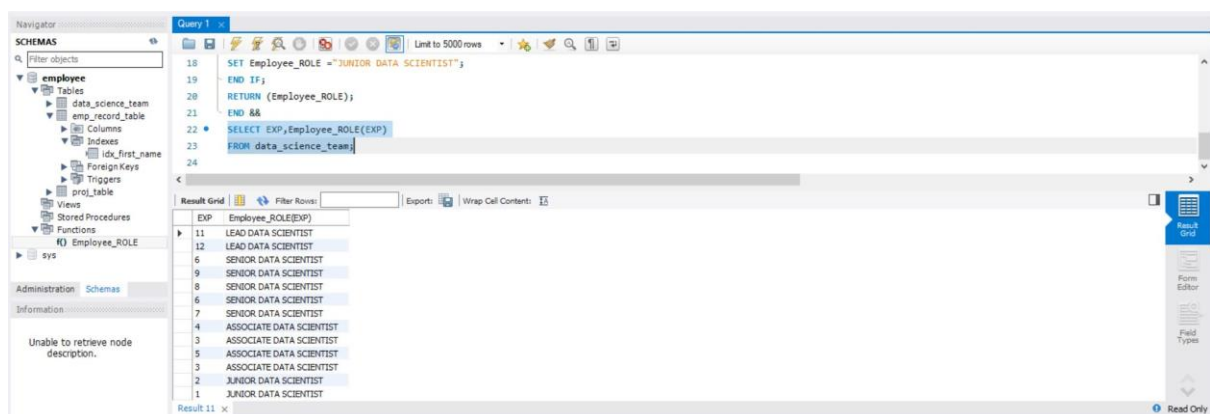 Navigator
SCHEMAS
Filter objects
employee
Tables
data_science_team
emp_record_table
Columns
Indexes
idx_first_name
Foreign Keys
Triggers
proj_table
Views
Stored Procedures
Functions
f() Employee_ROLE
sys
Administration Schemas
Information
Unable to retrieve node
description.
Query 1 ×
Limit to 5000 rows
18 SET Employee_ROLE ="JUNIOR DATA SCIENTIST";
19 END IF;
20 RETURN (Employee_ROLE);
21 END &&
22 SELECT EXP,Employee_ROLE(EXP)
23 FROM data_science_team;
24
Result Grid Filter Rows: Export: Wrap Cell Content:
EXP Employee_ROLE(EXP)
11 LEAD DATA SCIENTIST
12 LEAD DATA SCIENTIST
6 SENIOR DATA SCIENTIST
9 SENIOR DATA SCIENTIST
8 SENIOR DATA SCIENTIST
6 SENIOR DATA SCIENTIST
7 SENIOR DATA SCIENTIST
4 ASSOCIATE DATA SCIENTIST
3 ASSOCIATE DATA SCIENTIST
5 ASSOCIATE DATA SCIENTIST
3 ASSOCIATE DATA SCIENTIST
2 JUNIOR DATA SCIENTIST
1 JUNIOR DATA SCIENTIST
Result 11 ×
Result
Grid
Form
Editor
Field
Types
Read Only